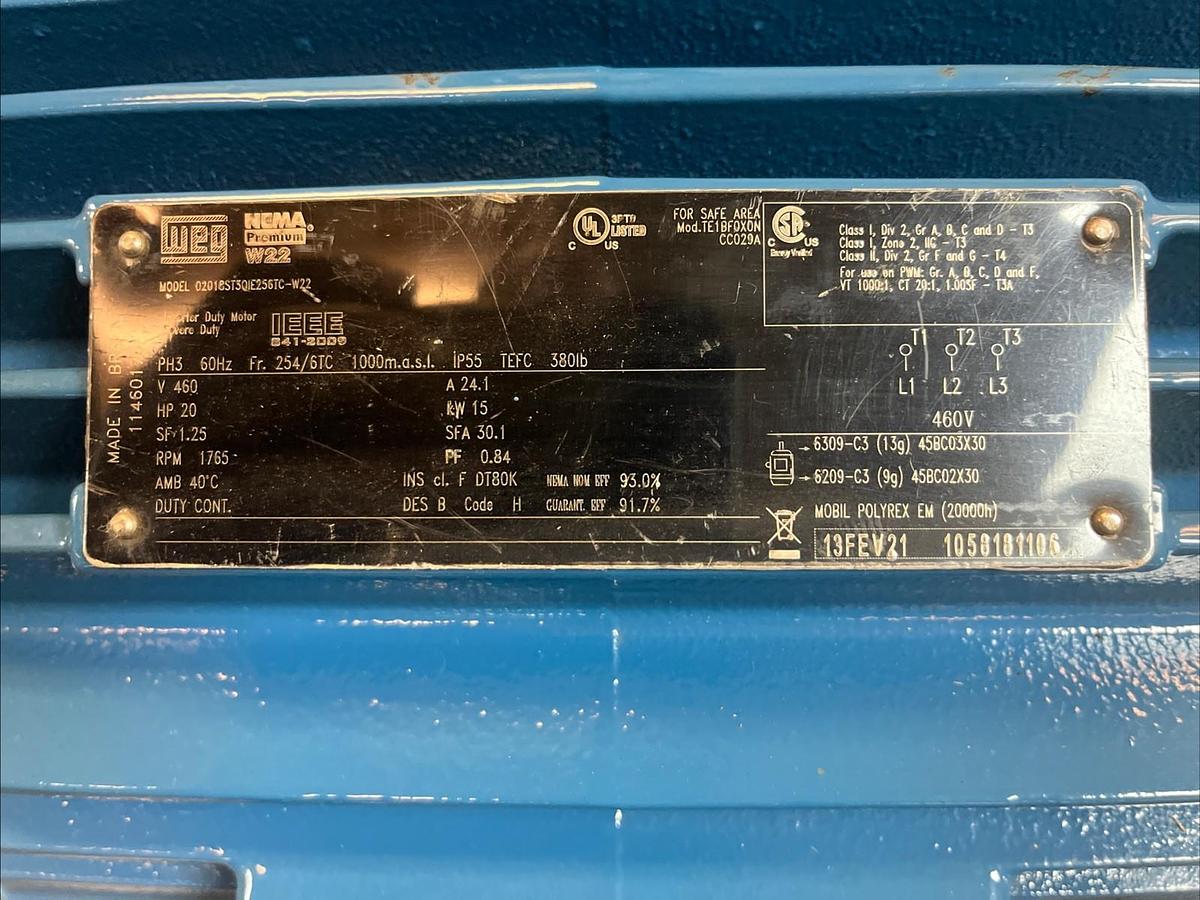 WEG
NEMA
Premium®
W22
C UL US LISTED
FOR SAFE AREA
Mod.TE1BF0X0N
CC029A
MODEL 02018ST3QIE256TC-W22
Duty Motor
Duty
IEEE
841-2009
PH3 60Hz Fr. 254/6TC 1000m.a.s.l. IP55 TEFC 380lb
V 460 A 24.1
HP 20 kW 15
SF 1.25 SFA 30.1
RPM 1765 PF 0.84
AMB 40°C INS cl. F DT80K NEMA NOM EFF 93.0%
DUTY CONT. DES B Code H GUARANT. EFF 91.7%
MADE IN
C US
Energy Verified
Class I, Div 2, Gr A, B, C and D - T3
Class I, Zone 2, IIC - T3
Class II, Div 2, Gr F and G - T4
For use on PWM: Gr. A, B, C, D and F,
VT 1000:1, CT 20:1, 1.00SF - T3A
T1 T2 T3
L1 L2 L3
460V
6309-C3 (13g) 45BC03X30
6209-C3 (9g) 45BC02X30
MOBIL POLYREX EM (20000h)
13FEV21 1058181106